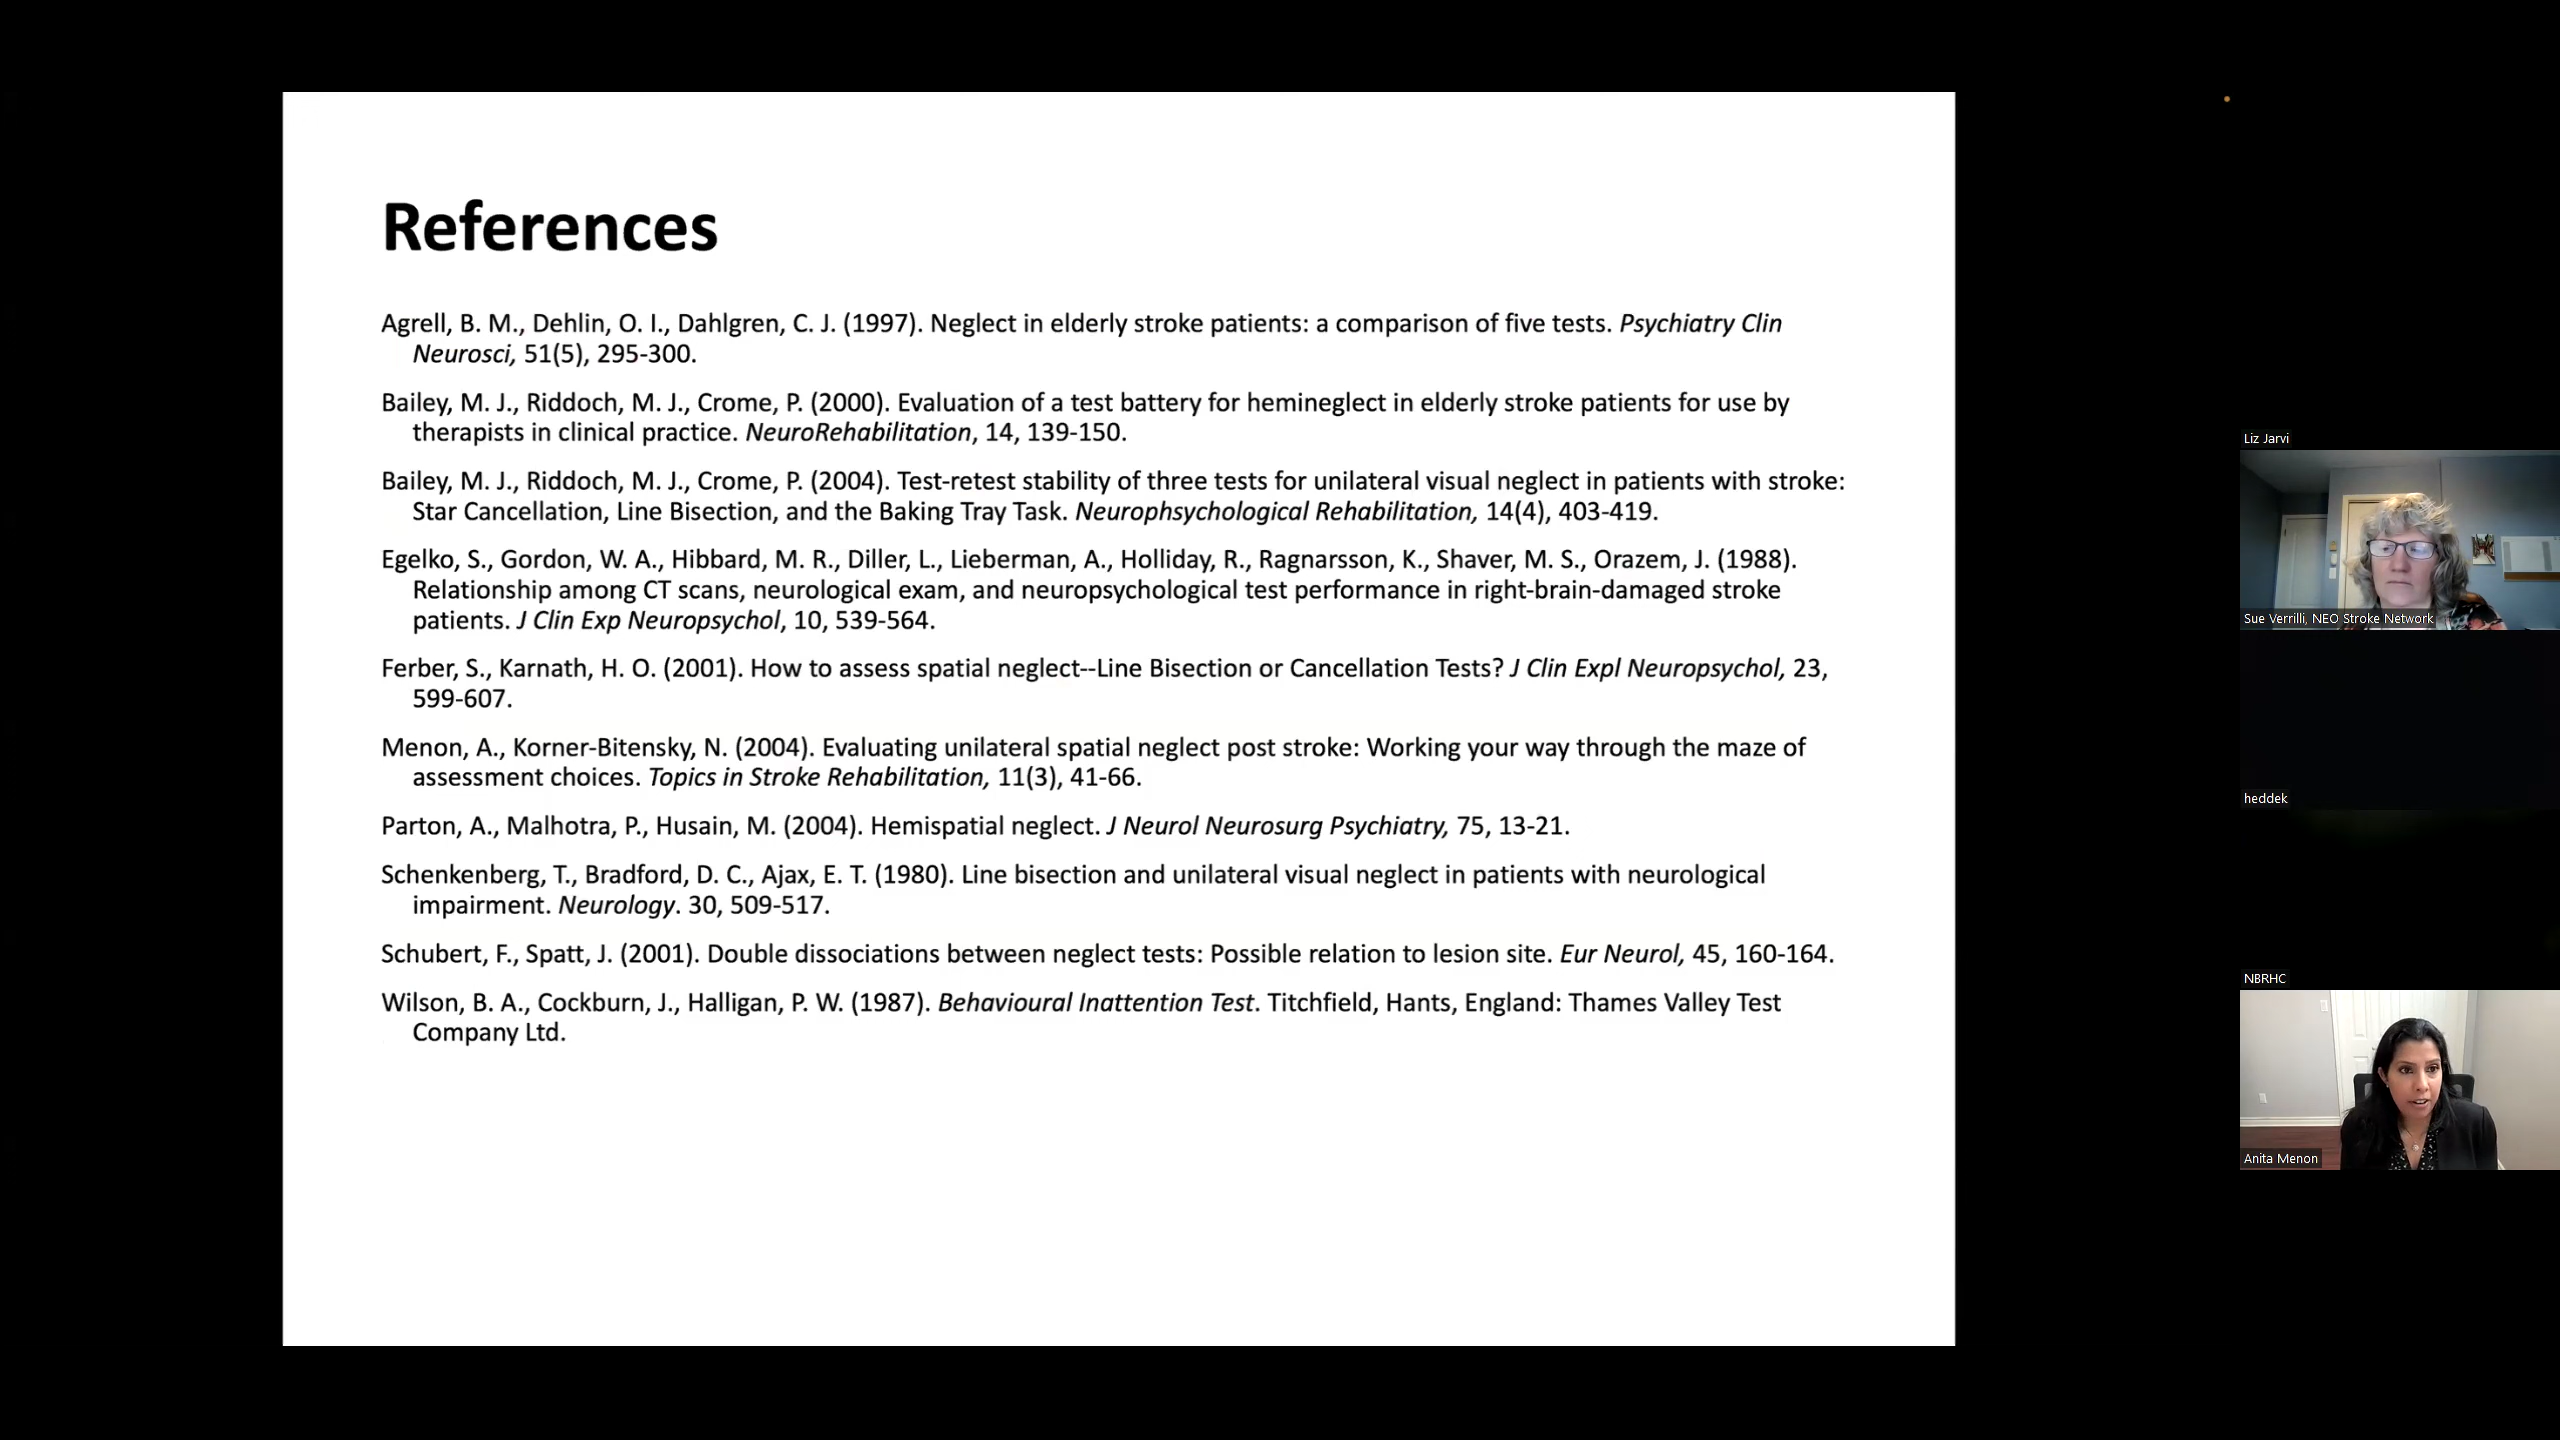 References
Agrell, B. M., Dehlin, O. I., Dahlgren, C. J. (1997). Neglect in elderly stroke patients: a comparison of five tests. Psychiatry Clin
Neurosci, 51(5), 295-300.
Bailey, M. J., Riddoch, M. J., Crome, P. (2000). Evaluation of a test battery for hemineglect in elderly stroke patients for use by
therapists in clinical practice. NeuroRehabilitation, 14, 139-150.
Bailey, M. J., Riddoch, M. J., Crome, P. (2004). Test-retest stability of three tests for unilateral visual neglect in patients with stroke:
Star Cancellation, Line Bisection, and the Baking Tray Task. Neurophsychological Rehabilitation, 14(4), 403-419.
Egelko, S., Gordon, W. A., Hibbard, M. R., Diller, L., Lieberman, A., Holliday, R., Ragnarsson, K., Shaver, M. S., Orazem, J. (1988).
Relationship among CT scans, neurological exam, and neuropsychological test performance in right-brain-damaged stroke
patients. J Clin Exp Neuropsychol, 10, 539-564.
Ferber, S., Karnath, H. O. (2001). How to assess spatial neglect--Line Bisection or Cancellation Tests? J Clin Expl Neuropsychol, 23,
599-607.
Menon, A., Korner-Bitensky, N. (2004). Evaluating unilateral spatial neglect post stroke: Working your way through the maze of
assessment choices. Topics in Stroke Rehabilitation, 11(3), 41-66.
Parton, A., Malhotra, P., Husain, M. (2004). Hemispatial neglect. J Neurol Neurosurg Psychiatry, 75, 13-21.
Schenkenberg, T., Bradford, D. C., Ajax, E. T. (1980). Line bisection and unilateral visual neglect in patients with neurological
impairment. Neurology. 30, 509-517.
Schubert, F., Spatt, J. (2001). Double dissociations between neglect tests: Possible relation to lesion site. Eur Neurol, 45, 160-164.
Wilson, B. A., Cockburn, J., Halligan, P. W. (1987). Behavioural Inattention Test. Titchfield, Hants, England: Thames Valley Test
Company Ltd.
Liz Jarvi
Sue Verrilli, NEO Stroke Network
heddek
NBRHC
Anita Menon